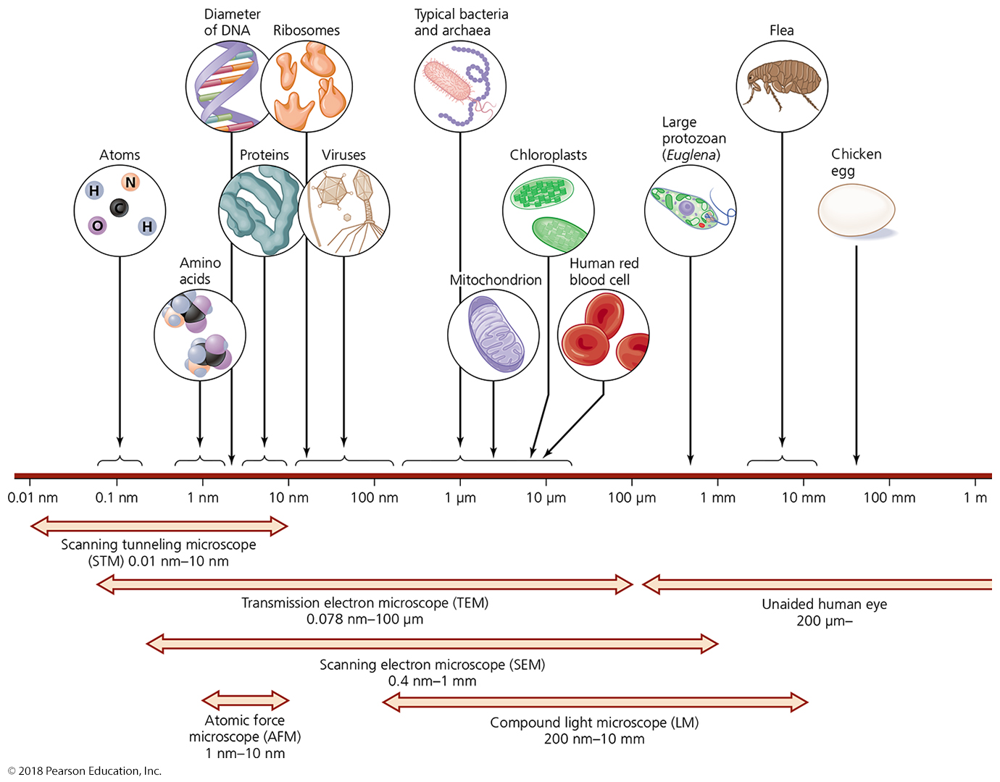 Diameter
of DNA
Ribosomes
Typical bacteria
and archaea
Flea
Large
protozoan
(Euglena)
Atoms
Proteins
Viruses
Chloroplasts
Chicken
egg
H
N
C
O
H
Amino
acids
Mitochondrion
Human red
blood cell
0.01 nm
0.1 nm
1 nm
10 nm
100 nm
1 µm
10 µm
100 µm
1 mm
10 mm
100 mm
1 m
Scanning tunneling microscope
(STM) 0.01 nm–10 nm
Transmission electron microscope (TEM)
0.078 nm–100 µm
Unaided human eye
200 µm–
Scanning electron microscope (SEM)
0.4 nm–1 mm
Atomic force
microscope (AFM)
1 nm–10 nm
Compound light microscope (LM)
200 nm–10 mm
© 2018 Pearson Education, Inc.